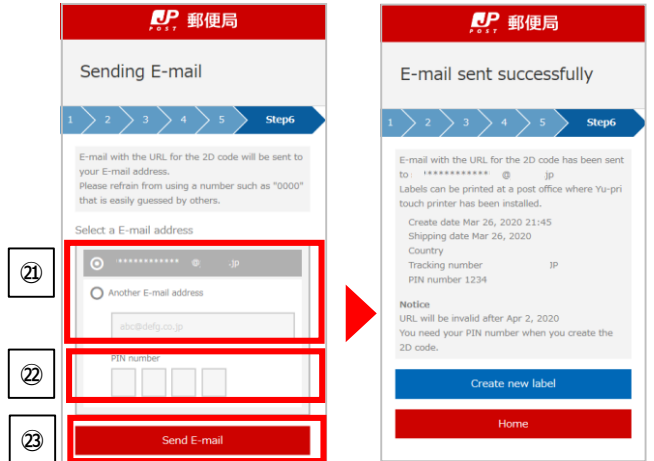 JP POST 郵便局
Sending E-mail
1 2 3 4 5 Step6
E-mail with the URL for the 2D code will be sent to
your E-mail address.
Please refrain from using a number such as "0000"
that is easily guessed by others.
Select a E-mail address
㉑
************ @ .jp
Another E-mail address
abc@defg.co.jp
㉒
PIN number
㉓
Send E-mail
JP POST 郵便局
E-mail sent successfully
1 2 3 4 5 Step6
E-mail with the URL for the 2D code has been sent
to : ************ @ jp
Labels can be printed at a post office where Yu-pri
touch printer has been installed.
Create date Mar 26, 2020 21:45
Shipping date Mar 26, 2020
Country
Tracking number JP
PIN number 1234
Notice
URL will be invalid after Apr 2, 2020
You need your PIN number when you create the
2D code.
Create new label
Home